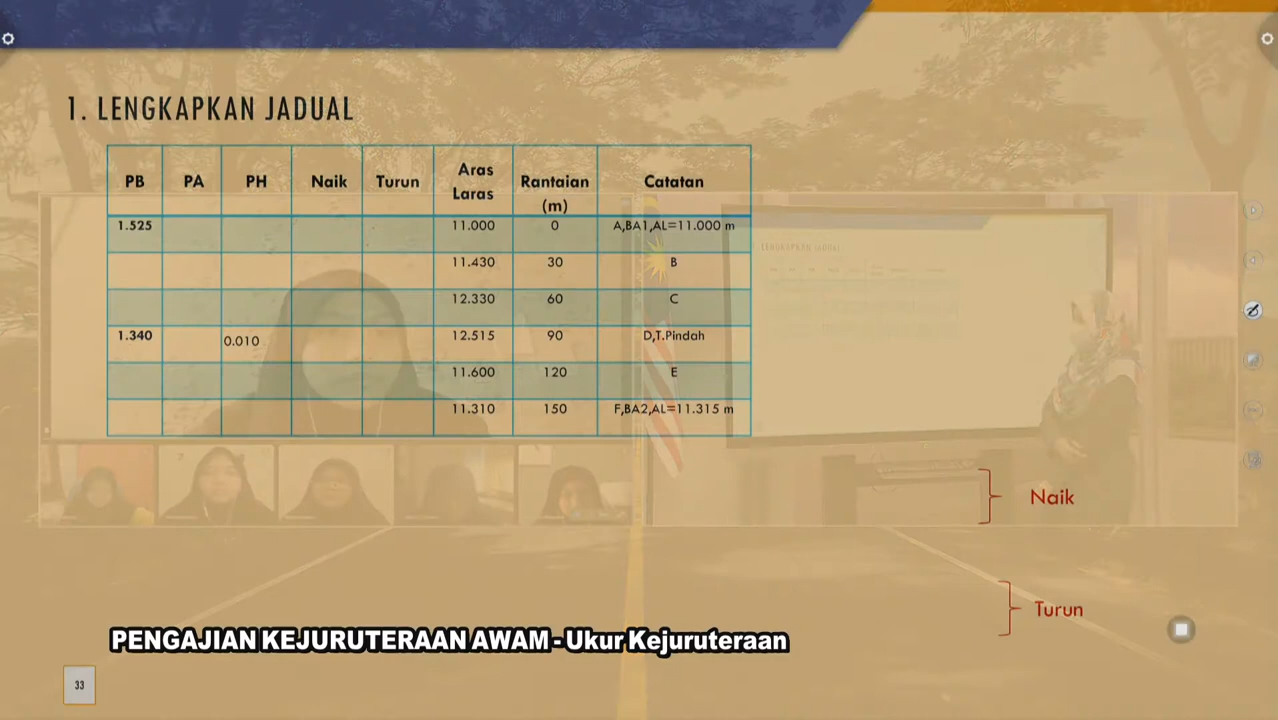 1. LENGKAPKAN JADUAL
PB PA PH Naik Turun Aras Laras Rantaian (m) Catatan
1.525 11.000 0 A,BA1,AL=11.000 m
11.430 30 B
12.330 60 C
1.340 0.010 12.515 90 D,T.Pindah
11.600 120 E
11.310 150 F,BA2,AL=11.315 m
Naik
Turun
PENGAJIAN KEJURUTERAAN AWAM - Ukur Kejuruteraan
33